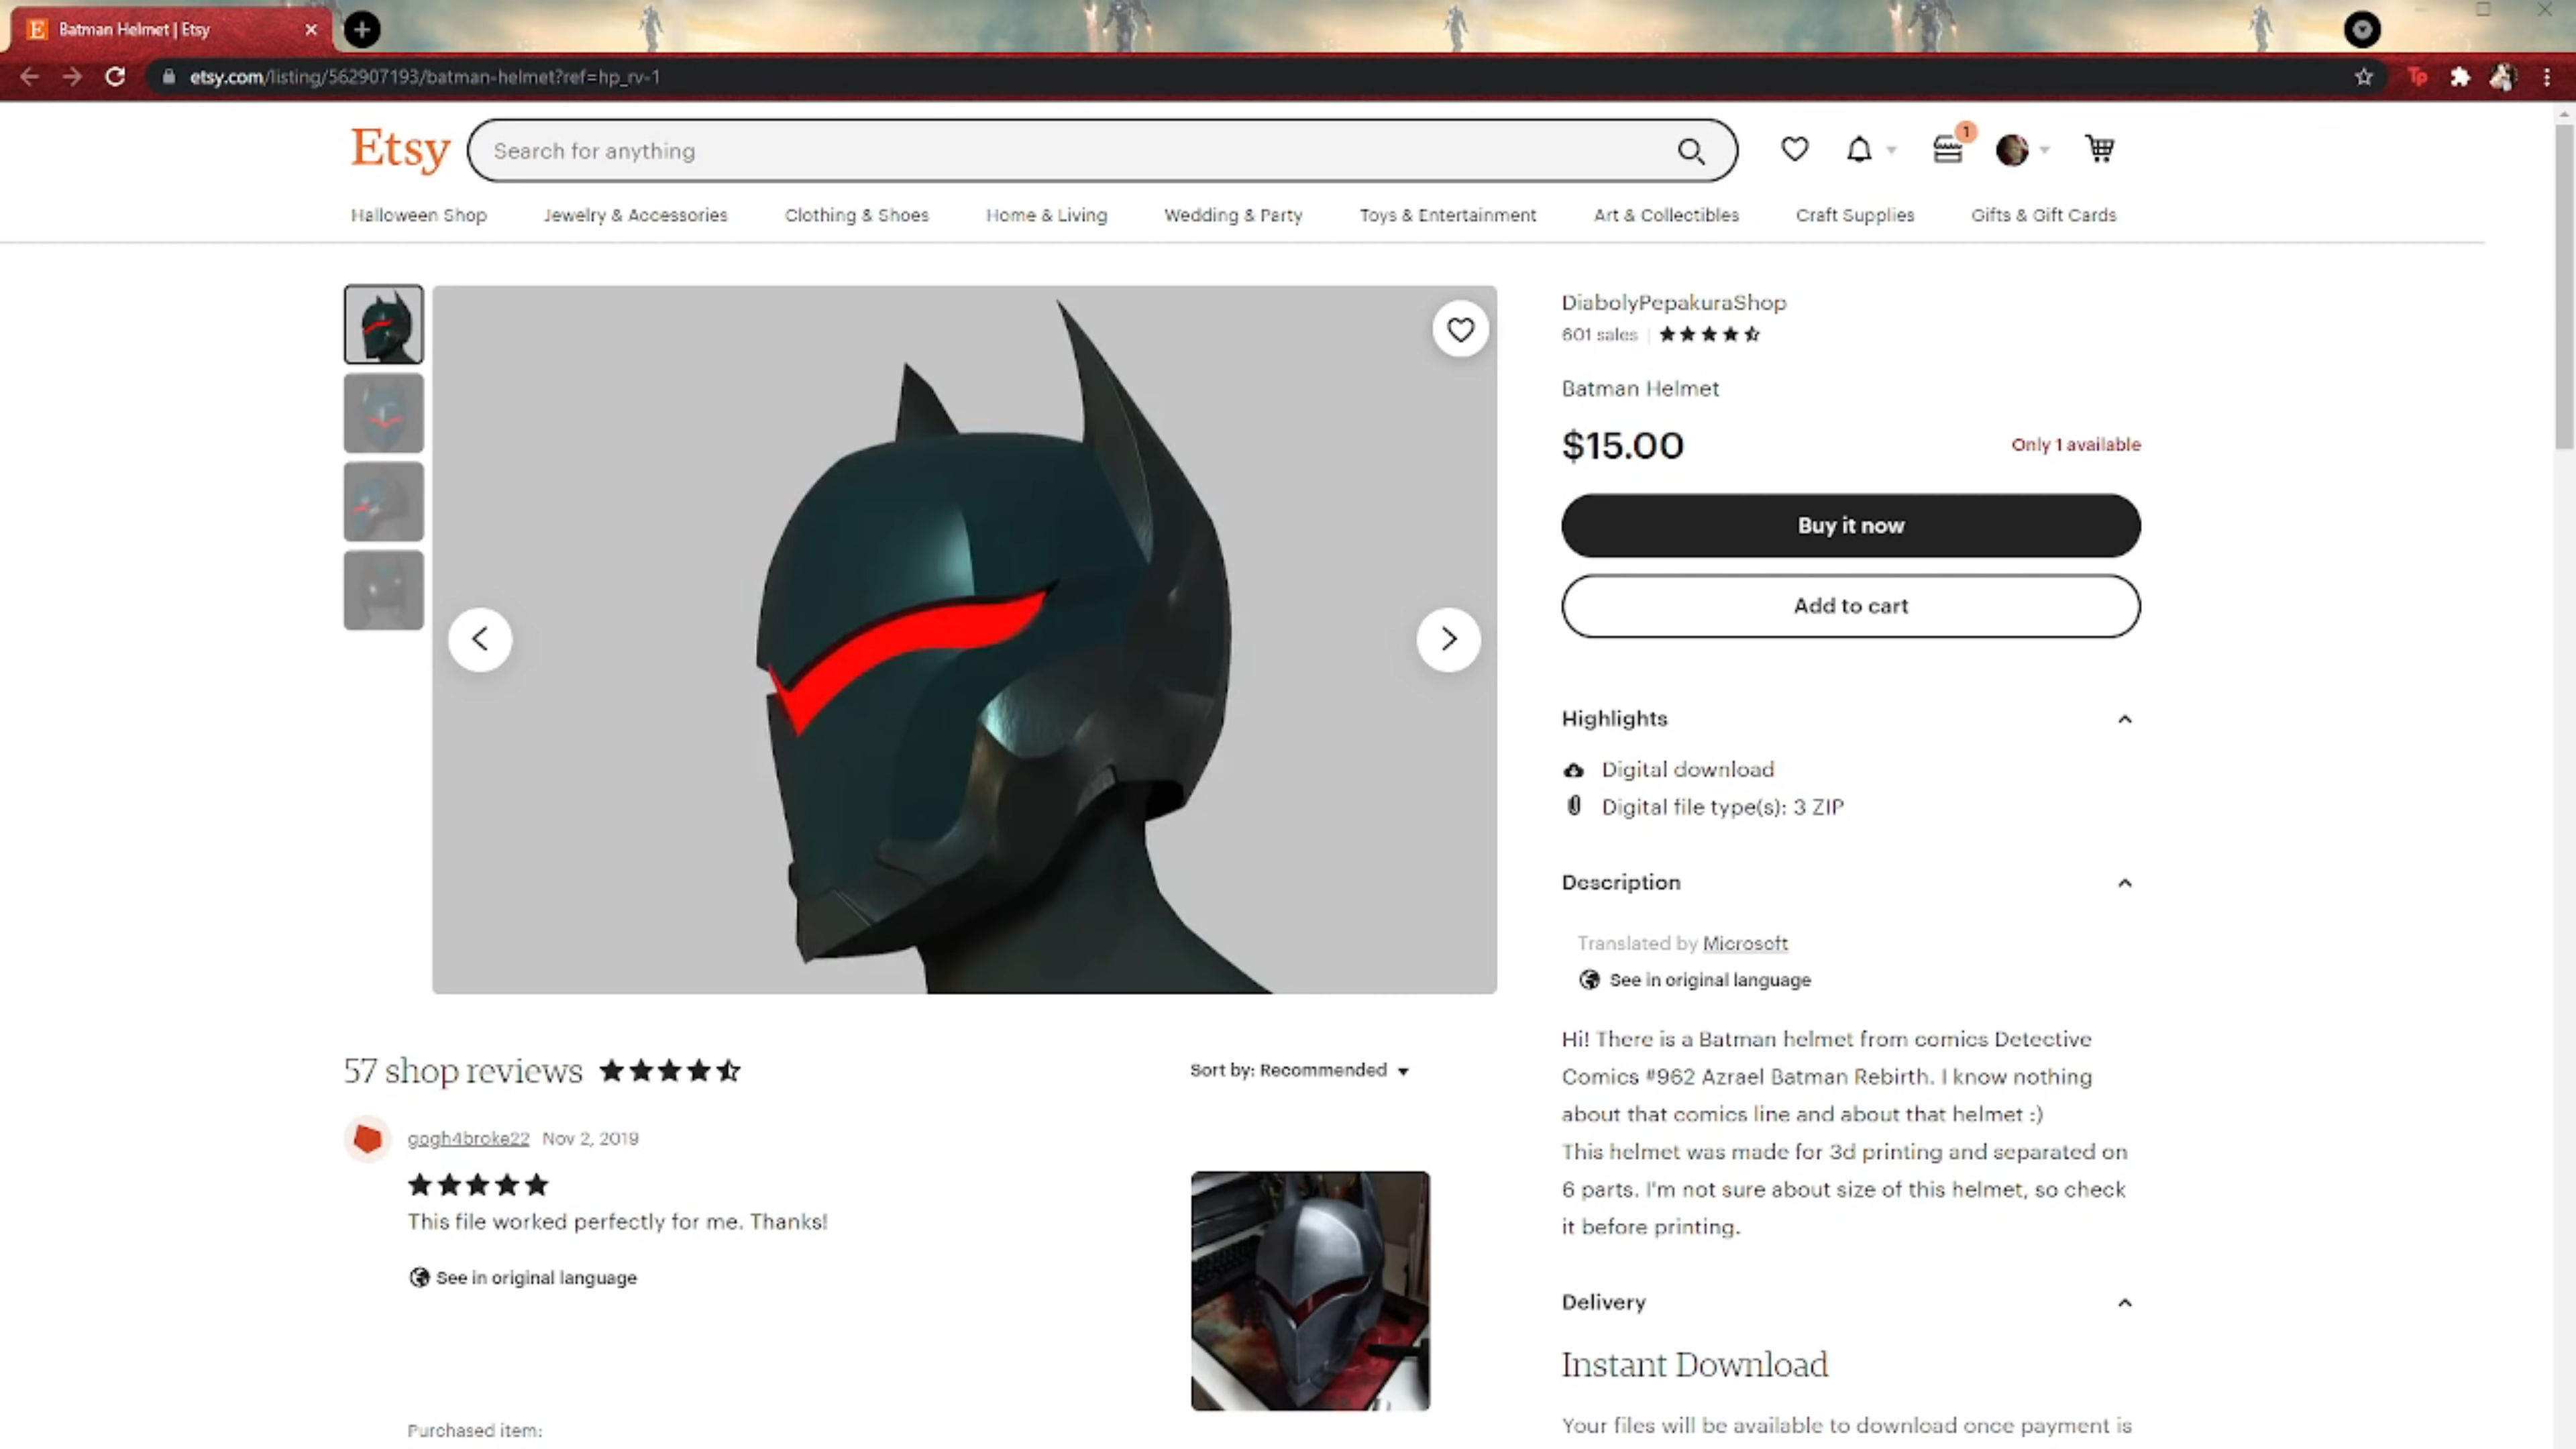 Batman Helmet | Etsy
etsy.com/listing/562907193/batman-helmet?ref=hp_rv-1
Etsy
Search for anything
1
Halloween Shop
Jewelry & Accessories
Clothing & Shoes
Home & Living
Wedding & Party
Toys & Entertainment
Art & Collectibles
Craft Supplies
Gifts & Gift Cards
DiabolyPepakuraShop
601 sales
Batman Helmet
$15.00
Only 1 available
Buy it now
Add to cart
Highlights
Digital download
Digital file type(s): 3 ZIP
Description
Translated by Microsoft
See in original language
Hi! There is a Batman helmet from comics Detective
Comics #962 Azrael Batman Rebirth. I know nothing
about that comics line and about that helmet :)
This helmet was made for 3d printing and separated on
6 parts. I'm not sure about size of this helmet, so check
it before printing.
Delivery
Instant Download
Your files will be available to download once payment is
57 shop reviews
Sort by: Recommended
gogh4broke22 Nov 2, 2019
This file worked perfectly for me. Thanks!
See in original language
Purchased item: